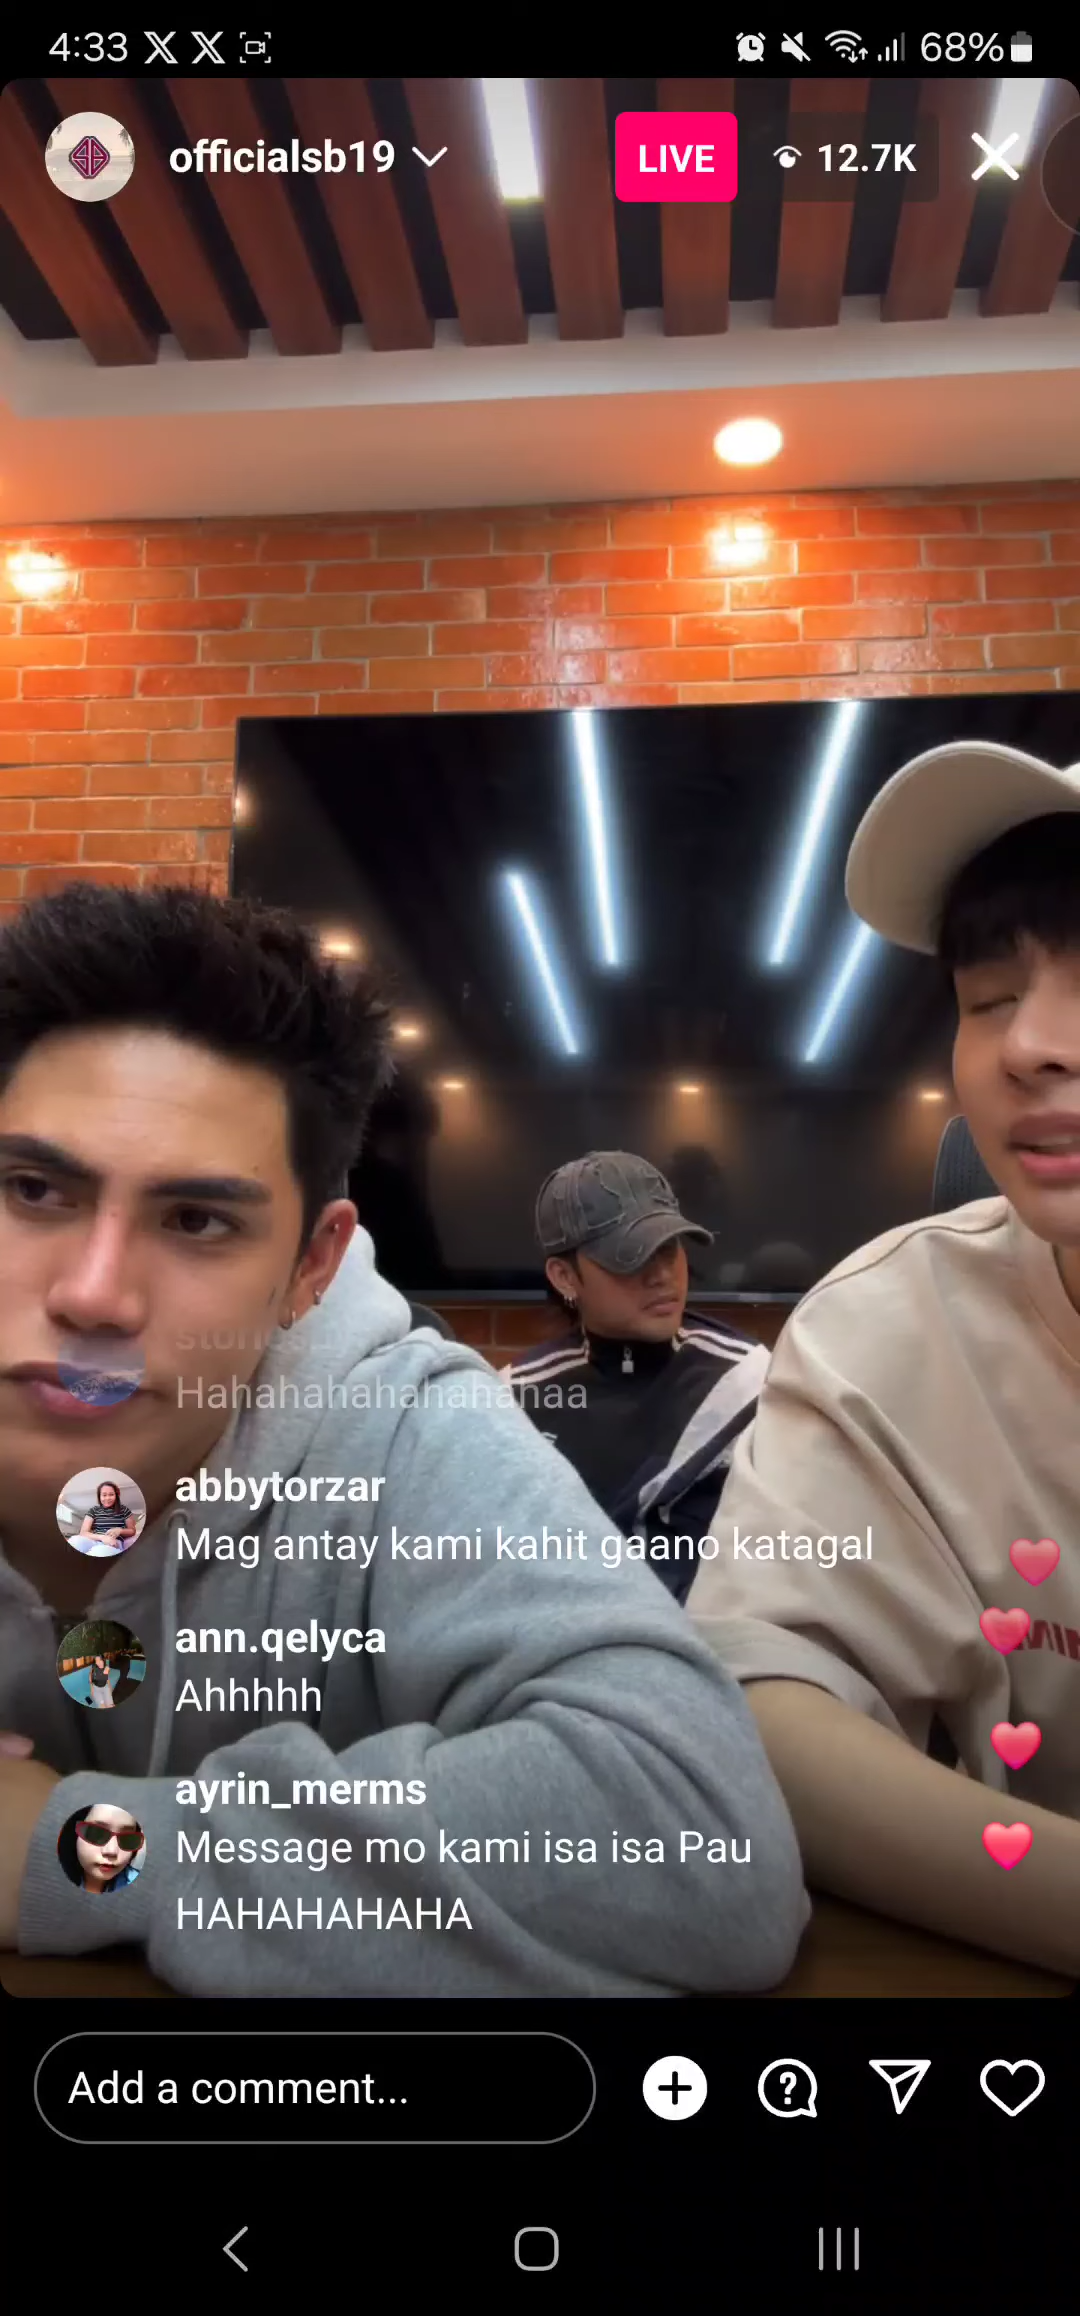 4:33
68%
officialsb19
LIVE
12.7K
Hahahahahahahahaa
abbytorzar
Mag antay kami kahit gaano katagal
ann.qelyca
Ahhhhh
ayrin_merms
Message mo kami isa isa Pau
HAHAHAHAHA
Add a comment...